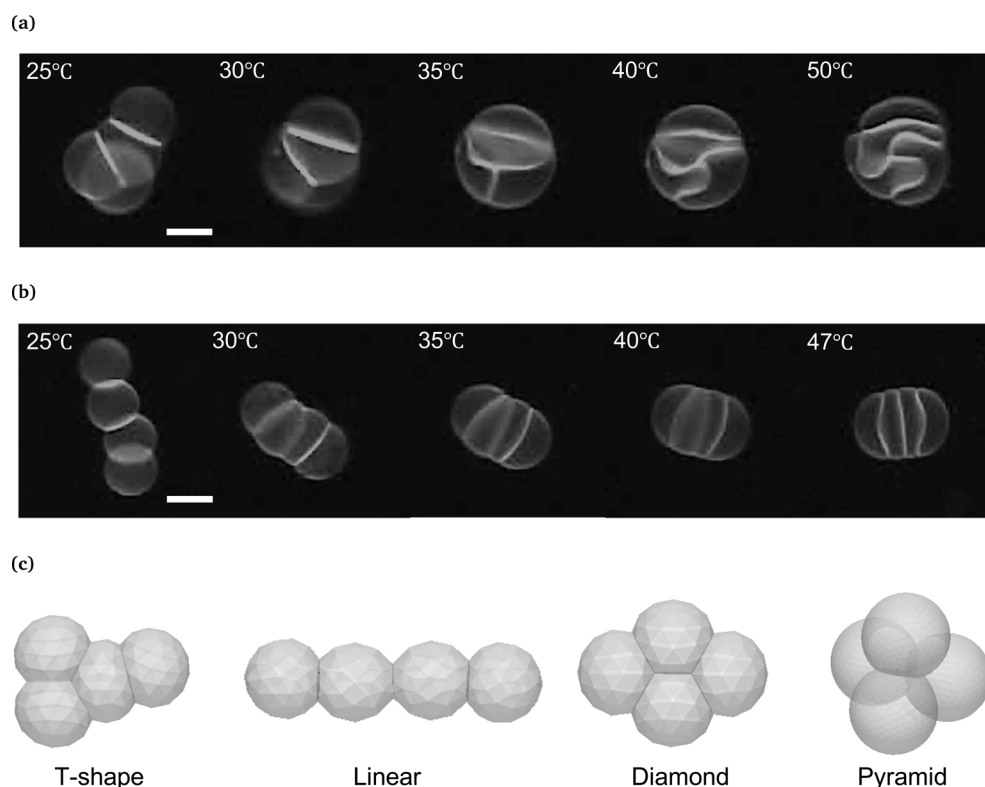 (a)
25℃ 30℃ 35℃ 40℃ 50℃
(b)
25℃ 30℃ 35℃ 40℃ 47℃
(c)
T-shape Linear Diamond Pyramid